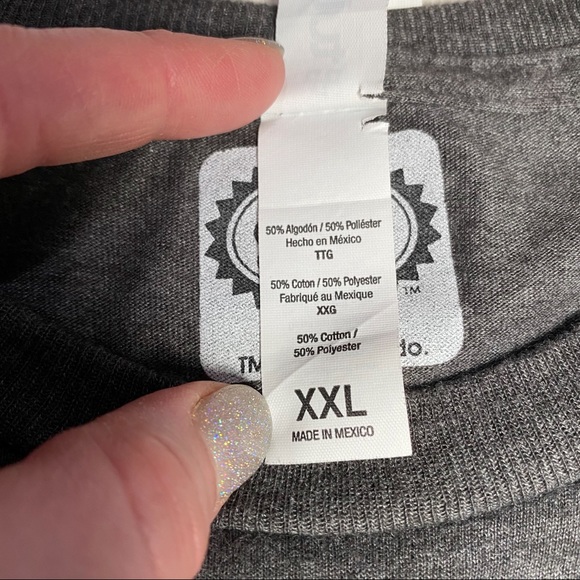 50% Algodón / 50% Poliéster
Hecho en México
TTG
50% Coton / 50% Polyester
Fabriqué au Mexique
XXG
50% Cotton /
50% Polyester
XXL
MADE IN MEXICO
TM
TM